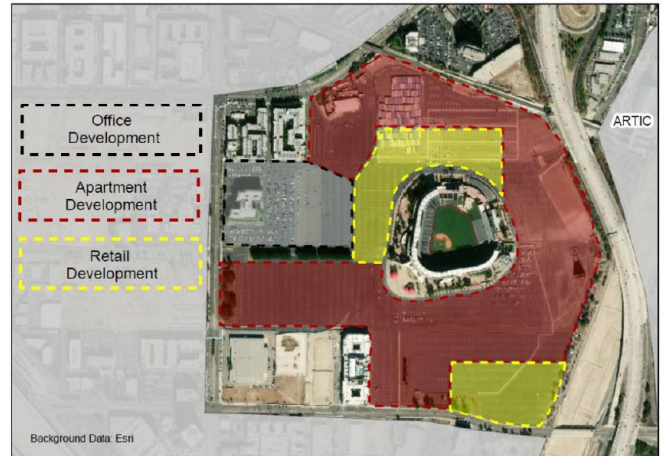 Office
Development
ARTIC
Apartment
Development
Retail
Development
Background Data: Esri